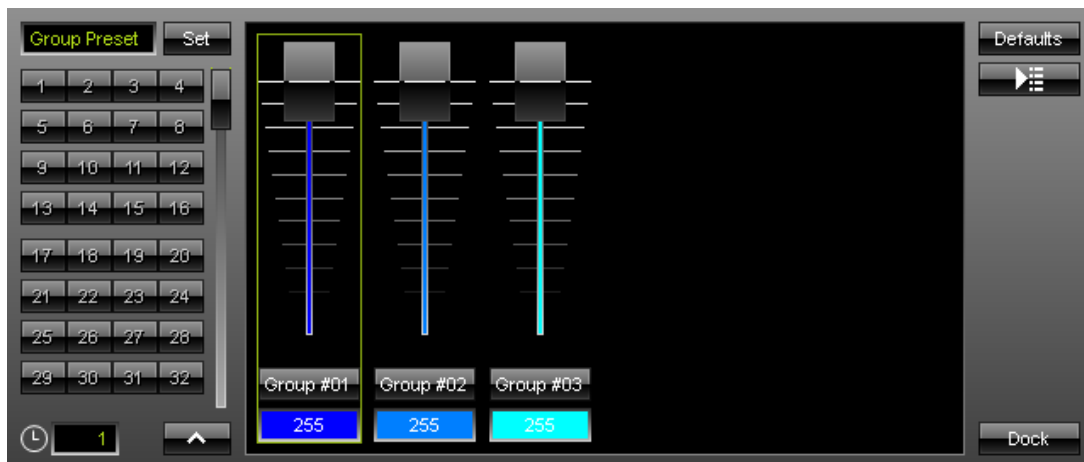 Group Preset Set
1 2 3 4
5 6 7 8
9 10 11 12
13 14 15 16
17 18 19 20
21 22 23 24
25 26 27 28
29 30 31 32
1
Group #01 Group #02 Group #03
255 255 255
Defaults
Dock